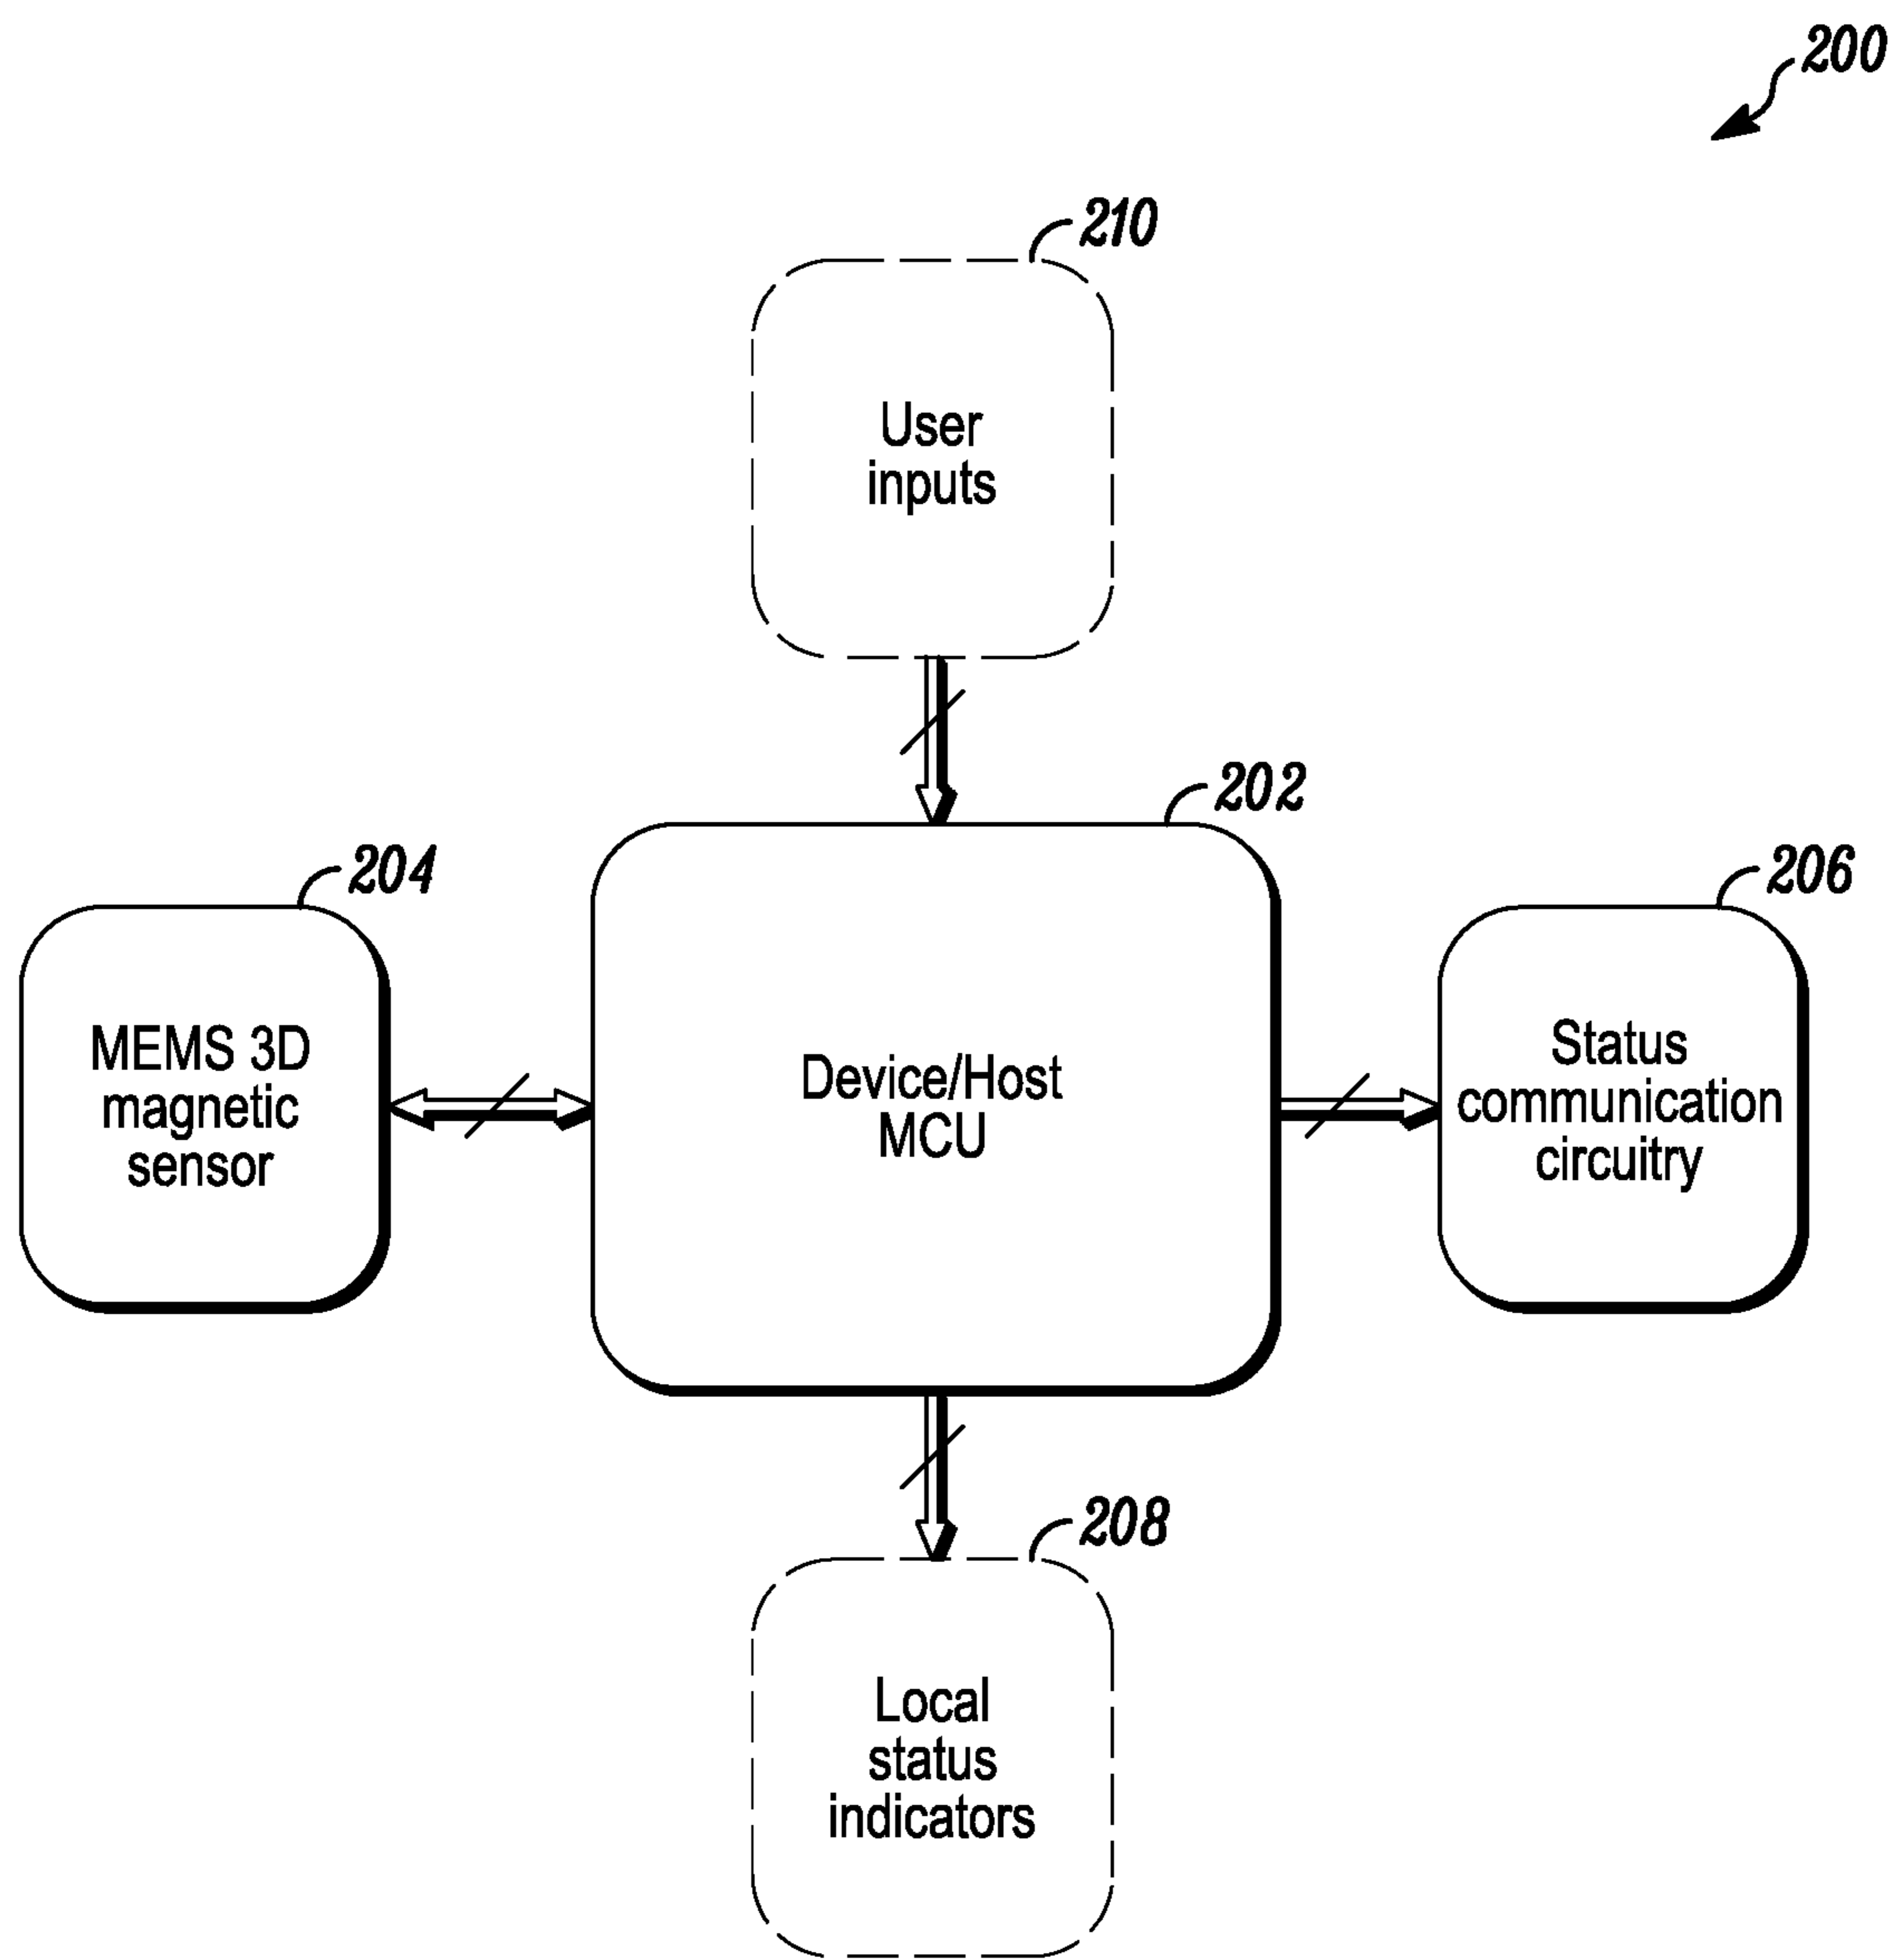 200
210
User
inputs
202
204
206
MEMS 3D
magnetic
sensor
Device/Host
MCU
Status
communication
circuitry
208
Local
status
indicators